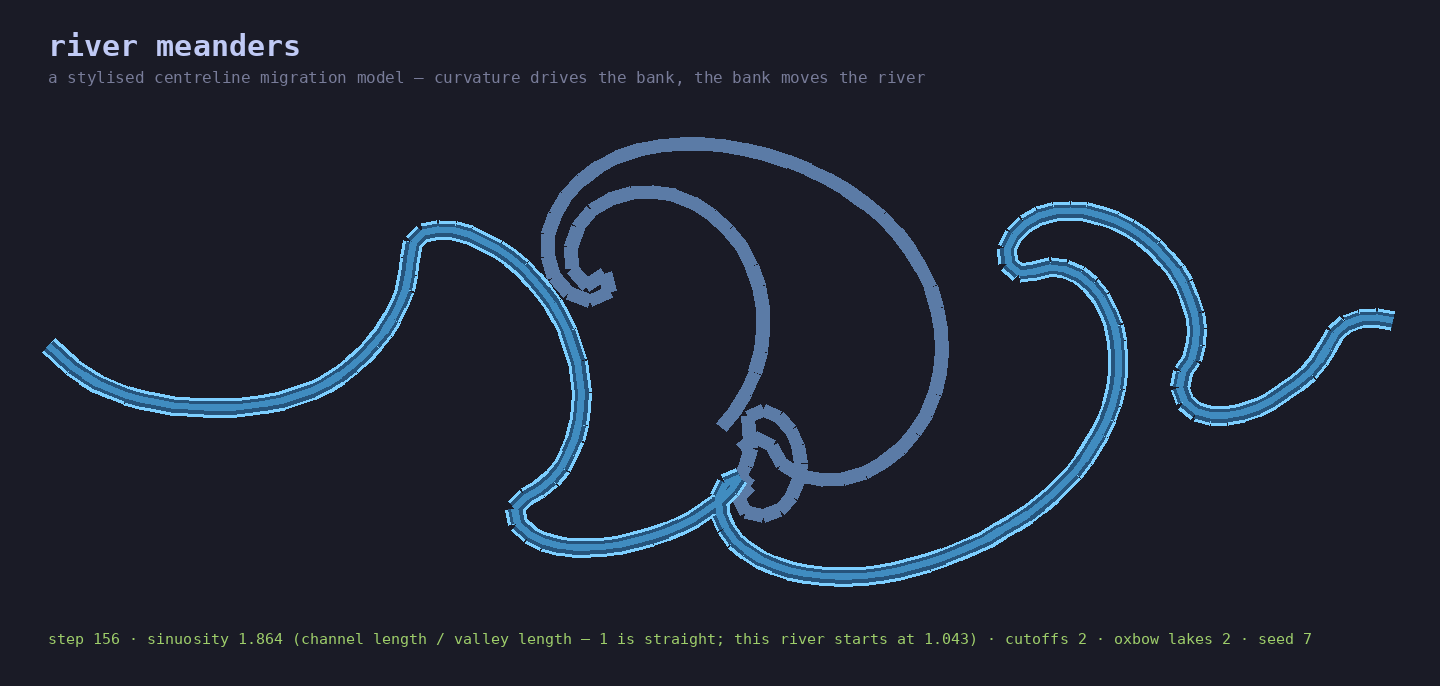 river meanders
a stylised centreline migration model — curvature drives the bank, the bank moves the river
step 156 · sinuosity 1.864 (channel length / valley length — 1 is straight; this river starts at 1.043) · cutoffs 2 · oxbow lakes 2 · seed 7